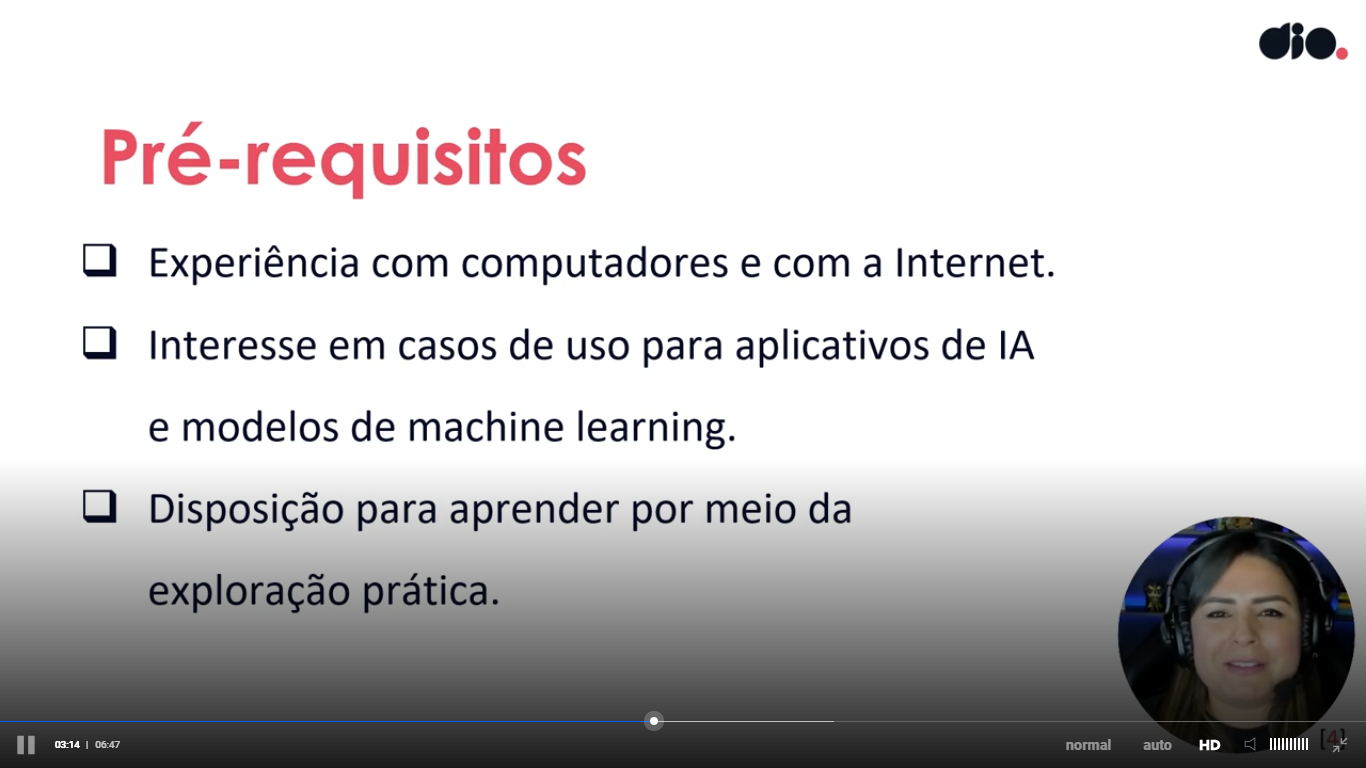 dio.
Pré-requisitos
❑ Experiência com computadores e com a Internet.
❑ Interesse em casos de uso para aplicativos de IA
e modelos de machine learning.
❑ Disposição para aprender por meio da
exploração prática.
03:14 | 06:47 normal auto HD
[4]